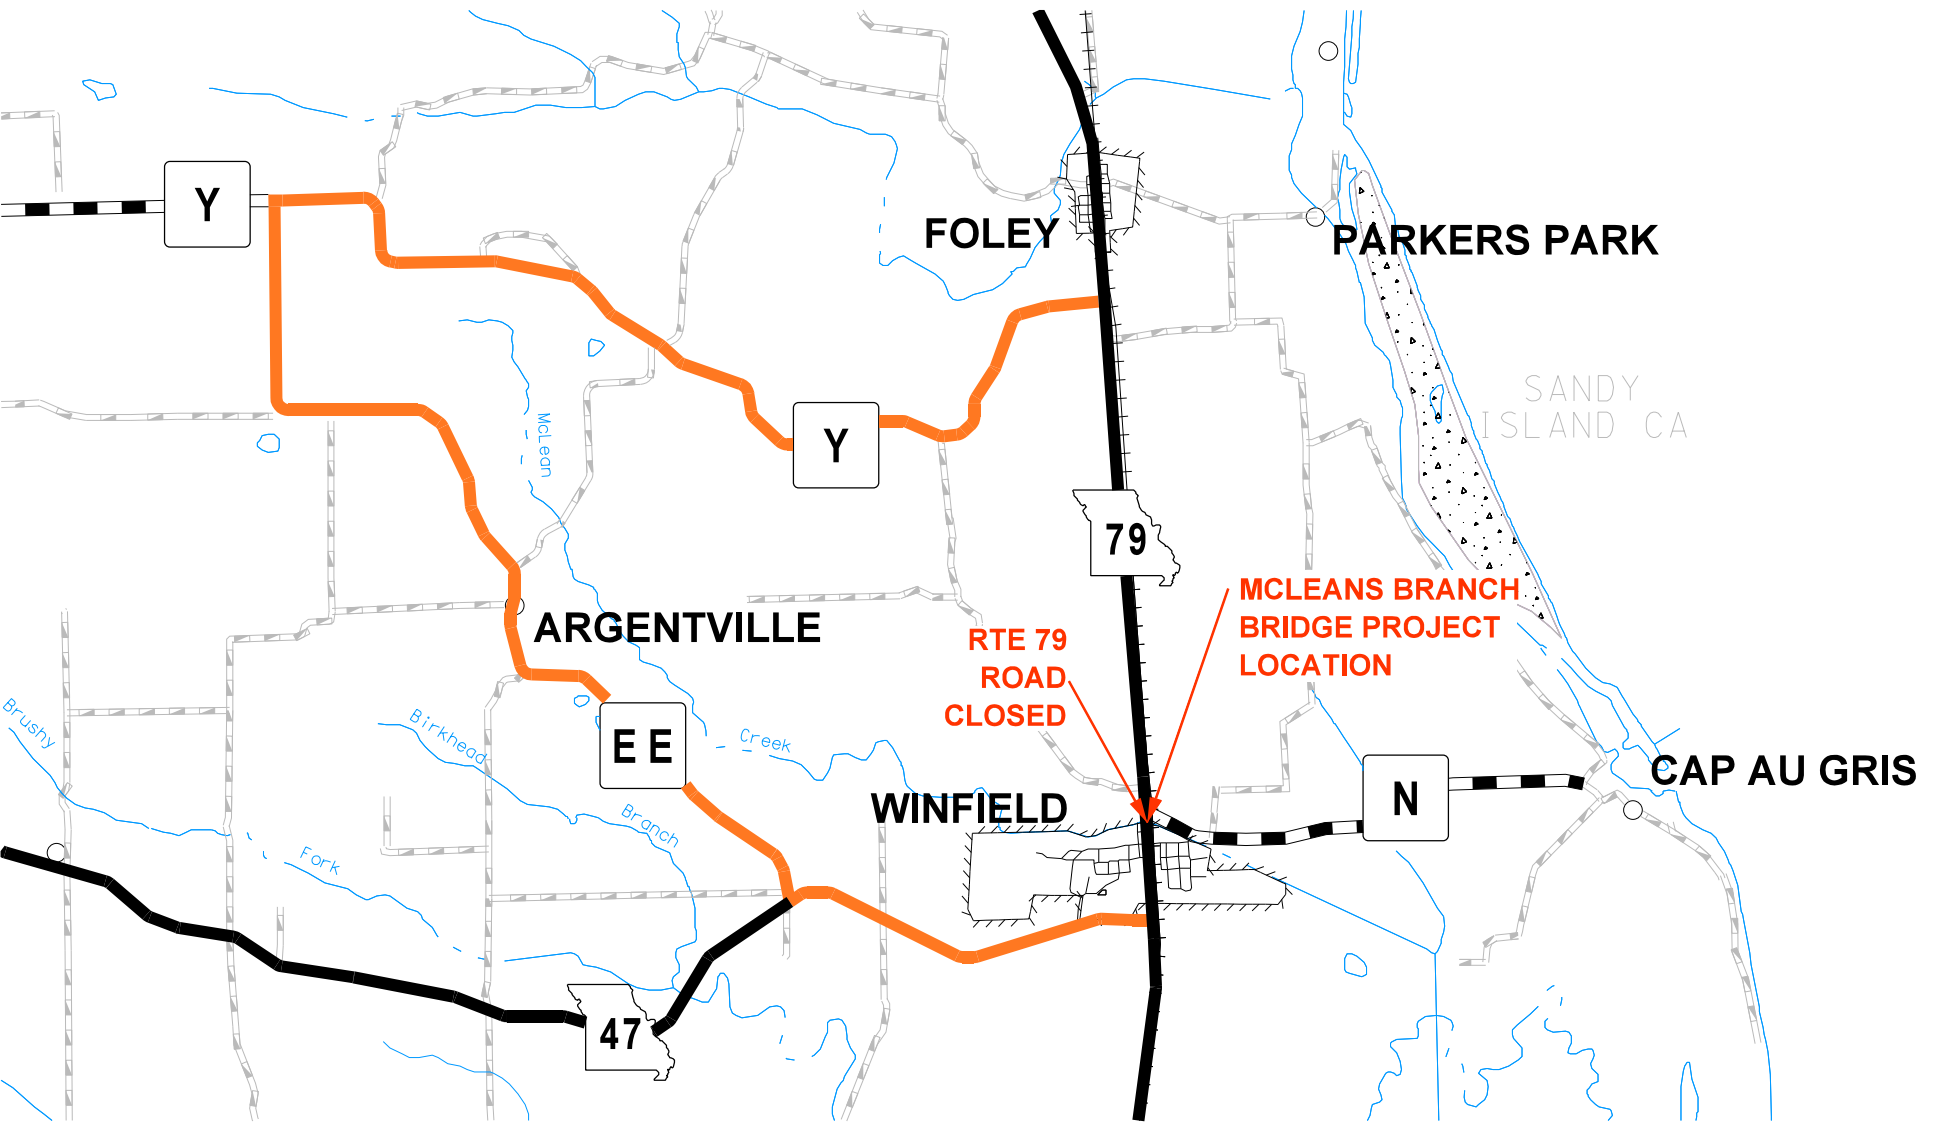 Y
FOLEY
PARKERS PARK
SANDY
ISLAND CA
McLean
Y
79
MCLEANS BRANCH
BRIDGE PROJECT
LOCATION
ARGENTVILLE
RTE 79
ROAD
CLOSED
Brushy
Birkhead
EE
Creek
CAP AU GRIS
WINFIELD
N
Branch
Fork
47